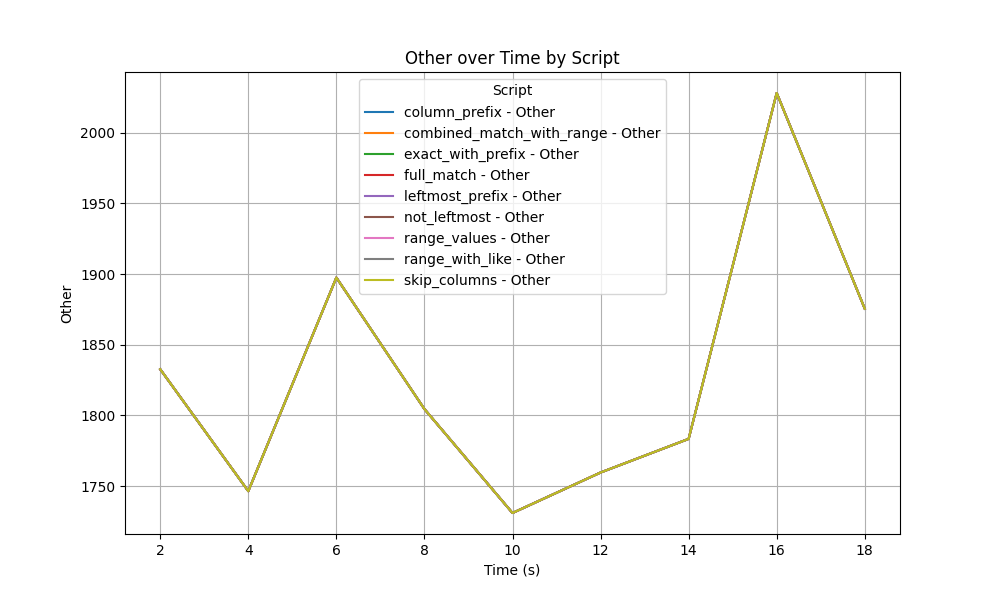 Other over Time by Script
Script
column_prefix - Other
combined_match_with_range - Other
exact_with_prefix - Other
full_match - Other
leftmost_prefix - Other
not_leftmost - Other
range_values - Other
range_with_like - Other
skip_columns - Other
Other
2000
1950
1900
1850
1800
1750
2 4 6 8 10 12 14 16 18
Time (s)